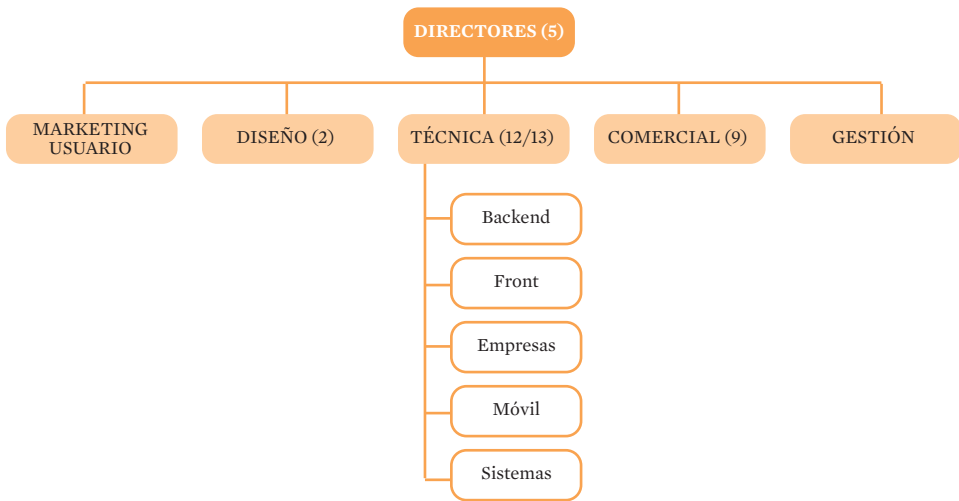 DIRECTORES (5)
MARKETING
USUARIO
DISEÑO (2)
TÉCNICA (12/13)
COMERCIAL (9)
GESTIÓN
Backend
Front
Empresas
Móvil
Sistemas